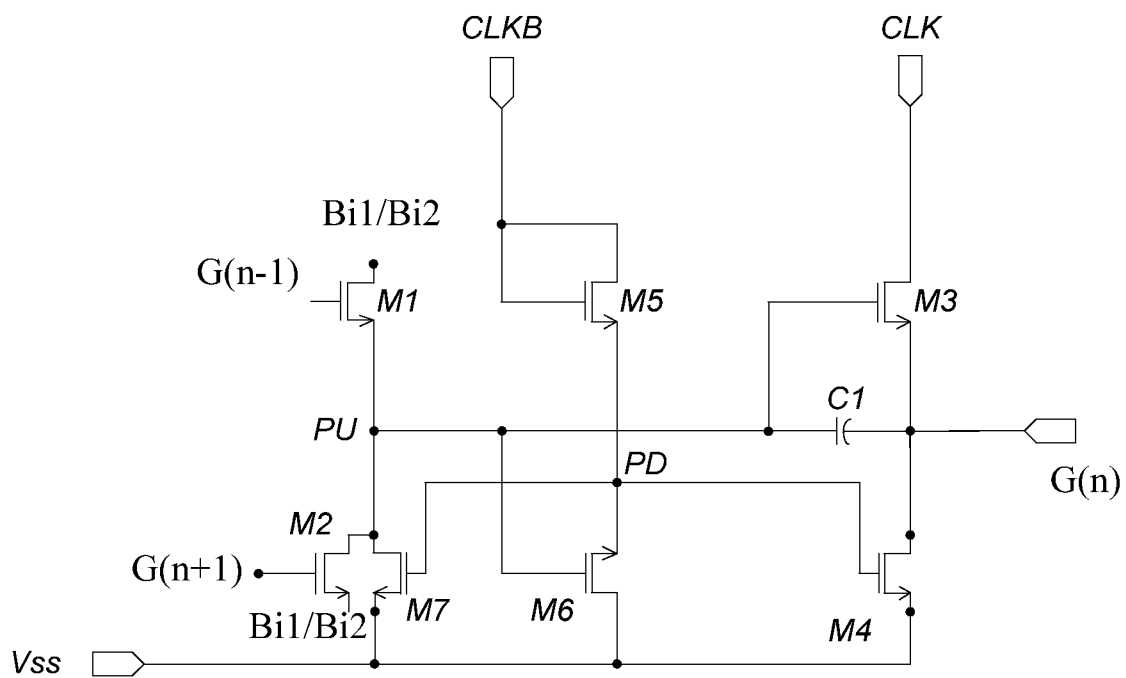 CLKB
CLK
Bi1/Bi2
G(n-1)
M1
M5
M3
C1
PU
PD
G(n)
M2
G(n+1)
M7
M6
Bi1/Bi2
M4
Vss